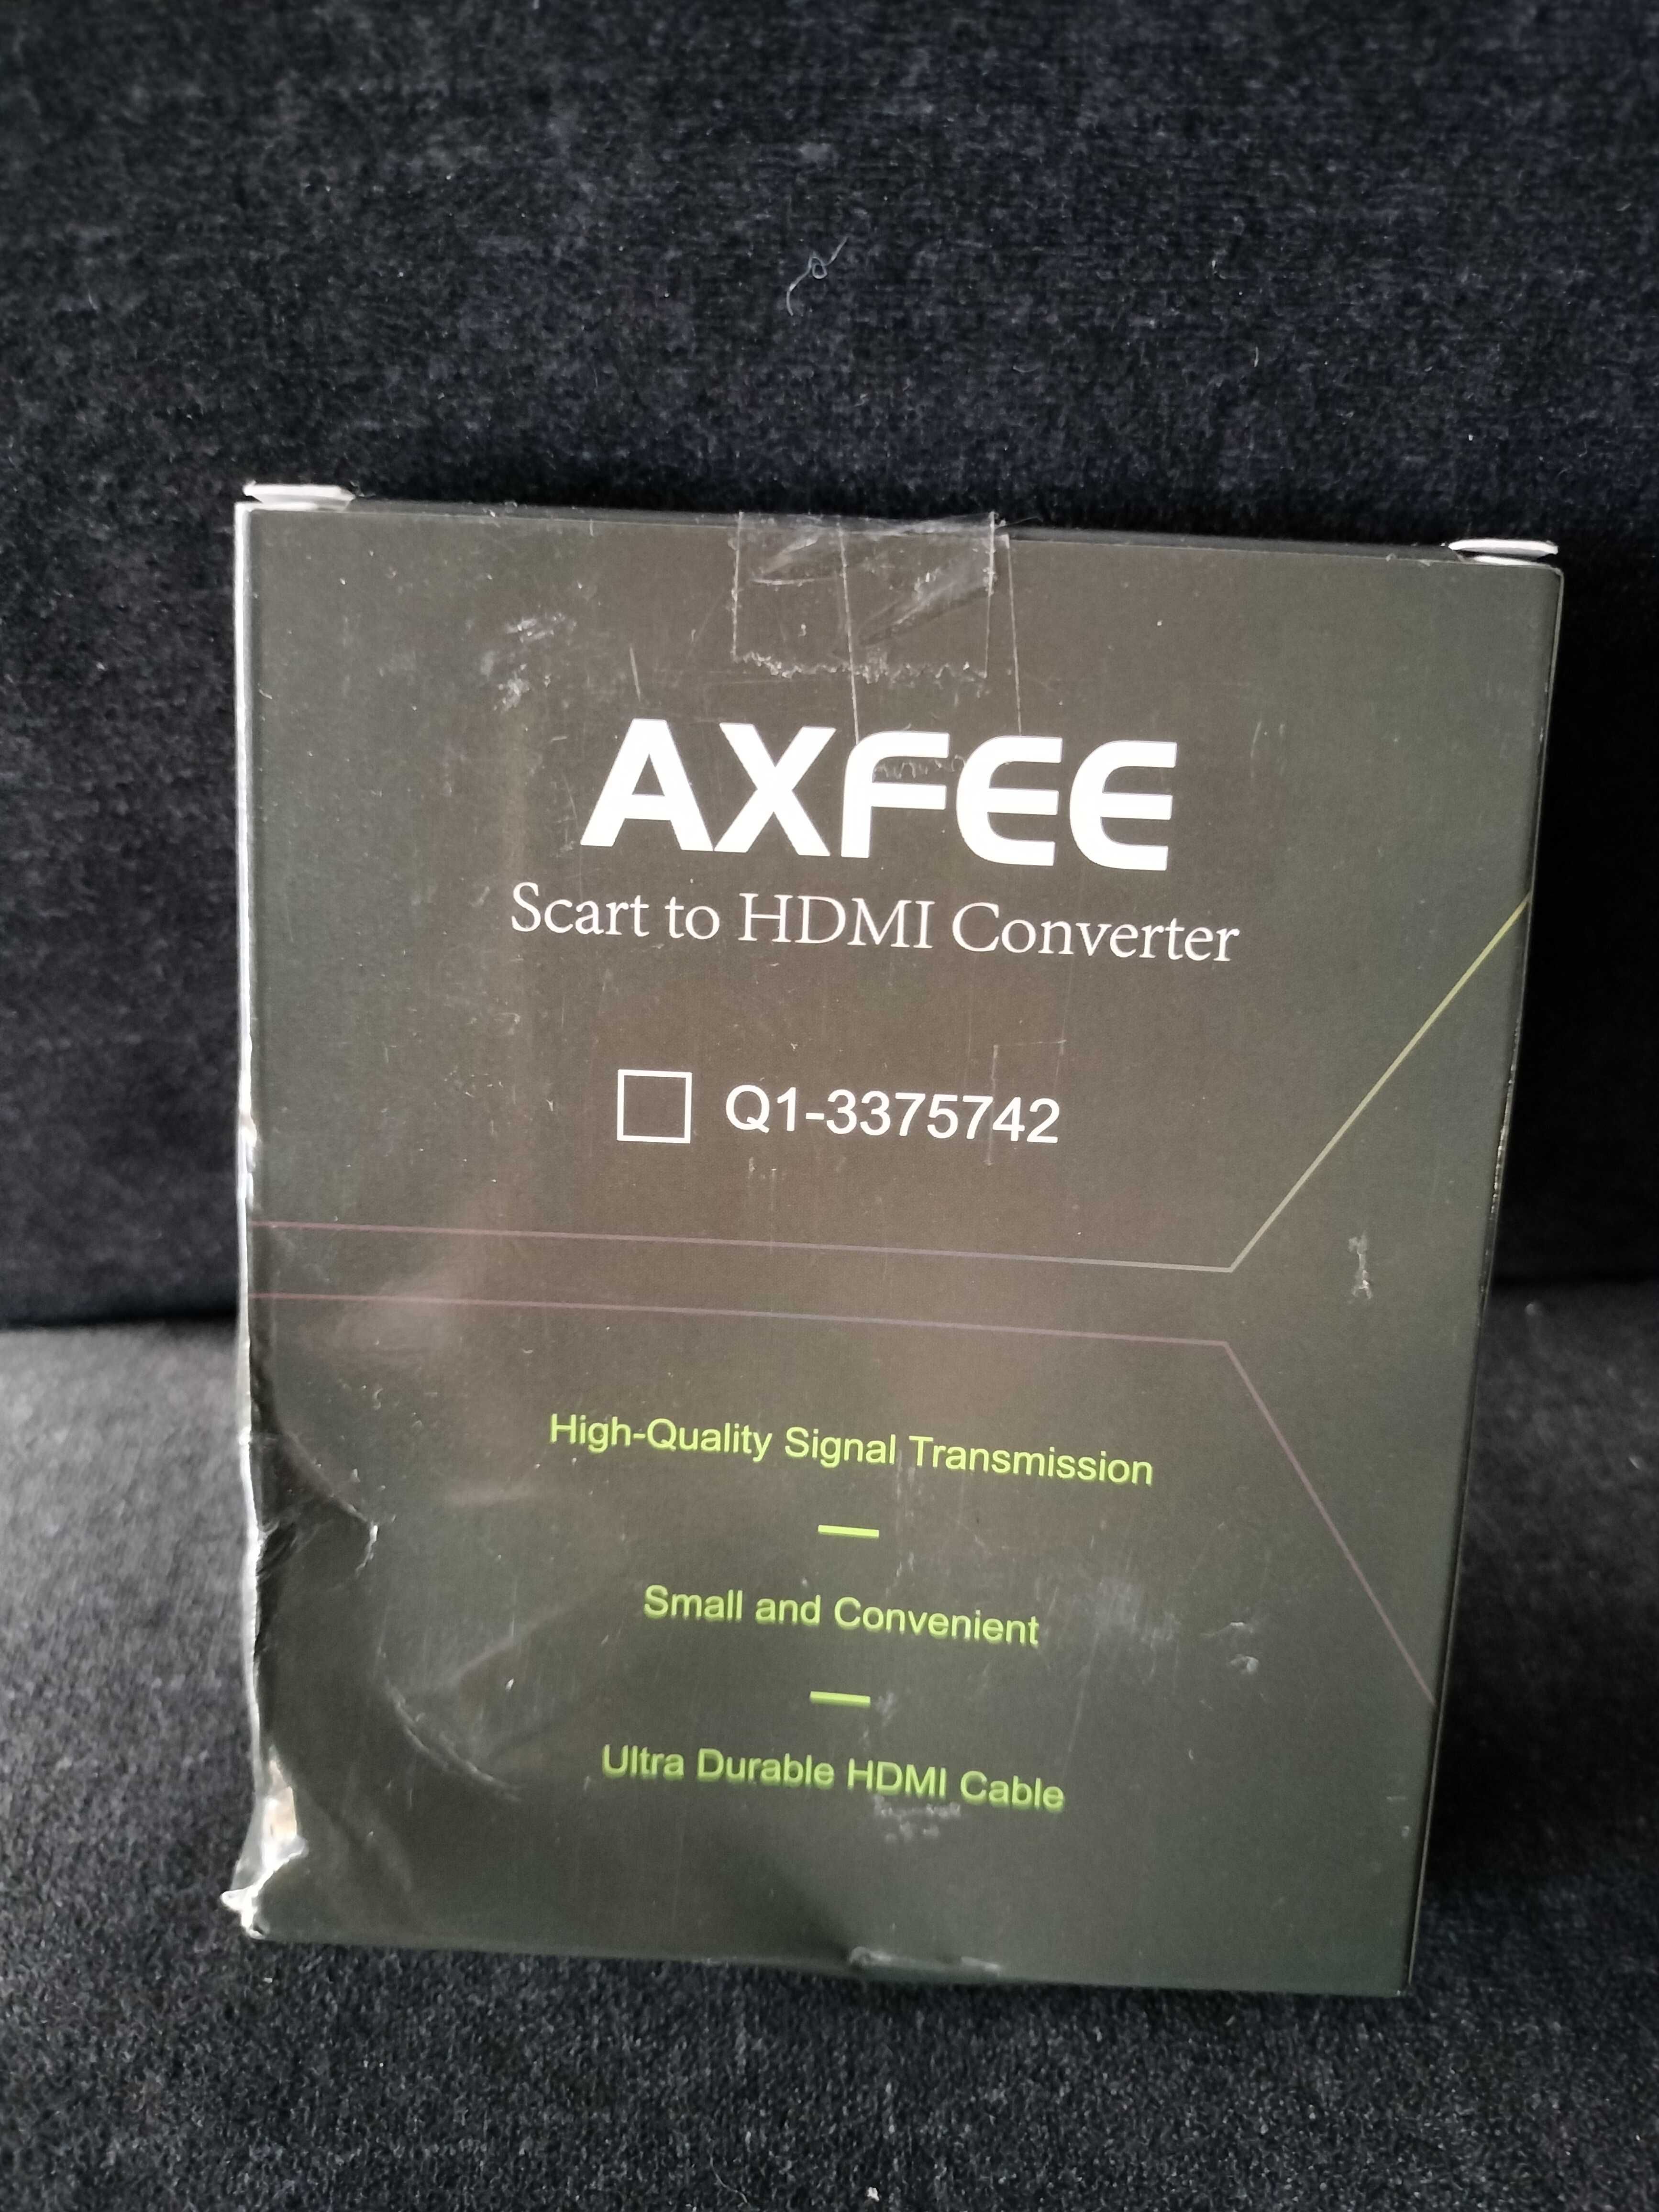 AXFEE
Scart to HDMI Converter
Q1-3375742
High-Quality Signal Transmission
Small and Convenient
Ultra Durable HDMI Cable